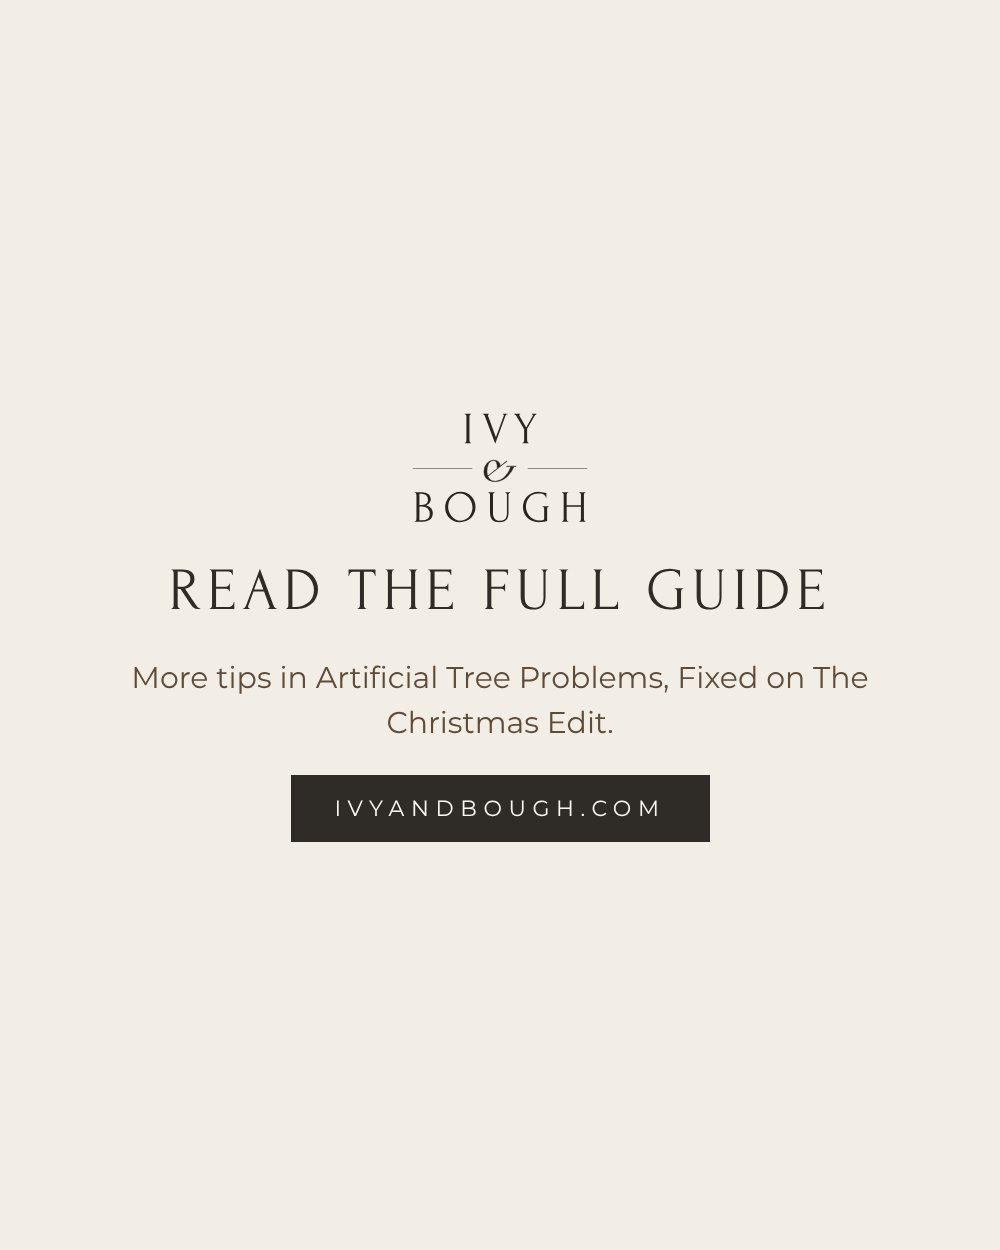 IVY
&
BOUGH
READ THE FULL GUIDE
More tips in Artificial Tree Problems, Fixed on The
Christmas Edit.
IVYANDBOUGH.COM